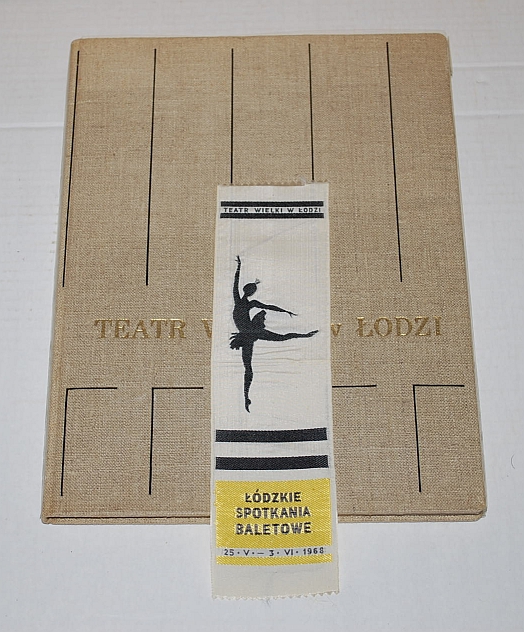 TEATR WIELKI W ŁODZI
TEATR W W ŁODZI
ŁÓDZKIE
SPOTKANIA
BALETOWE
25 · V · — 3 · VI · 1968